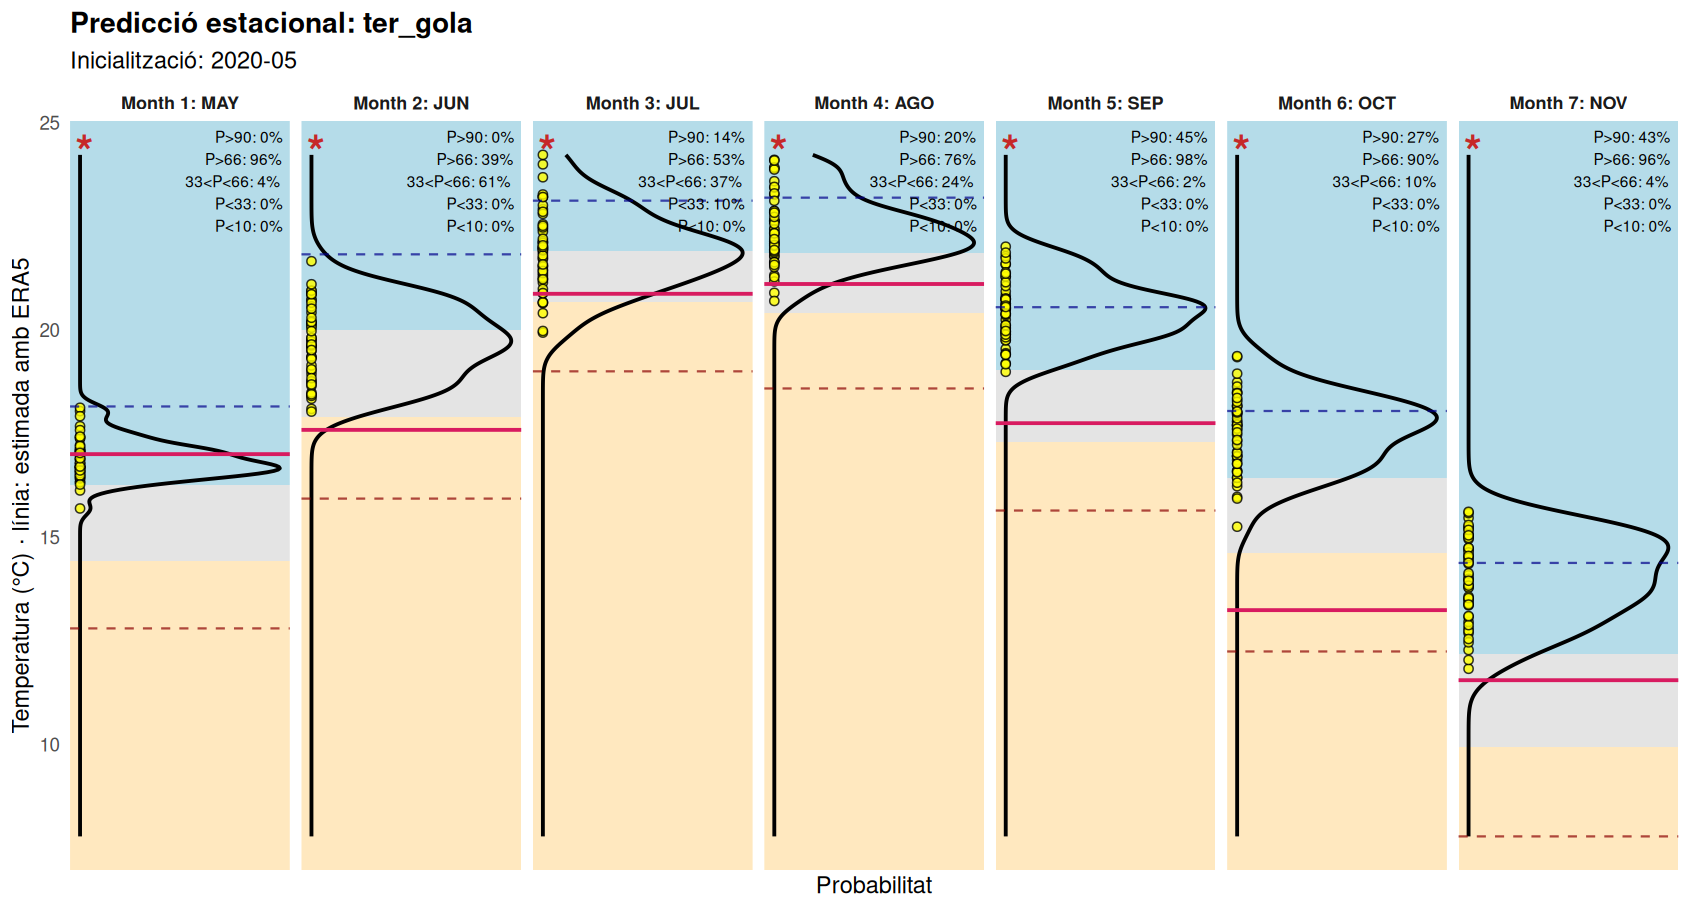 Predicció estacional: ter_gola
Inicialització: 2020-05
Month 1: MAY
Month 2: JUN
Month 3: JUL
Month 4: AGO
Month 5: SEP
Month 6: OCT
Month 7: NOV
P>90: 0%
P>66: 96%
33<P<66: 4%
P<33: 0%
P<10: 0%
P>90: 0%
P>66: 39%
33<P<66: 61%
P<33: 0%
P<10: 0%
P>90: 14%
P>66: 53%
33<P<66: 37%
P<33: 10%
P<10: 0%
P>90: 20%
P>66: 76%
33<P<66: 24%
P<33: 0%
P<10: 0%
P>90: 45%
P>66: 98%
33<P<66: 2%
P<33: 0%
P<10: 0%
P>90: 27%
P>66: 90%
33<P<66: 10%
P<33: 0%
P<10: 0%
P>90: 43%
P>66: 96%
33<P<66: 4%
P<33: 0%
P<10: 0%
25
20
15
10
Temperatura (°C) · línia: estimada amb ERA5
Probabilitat